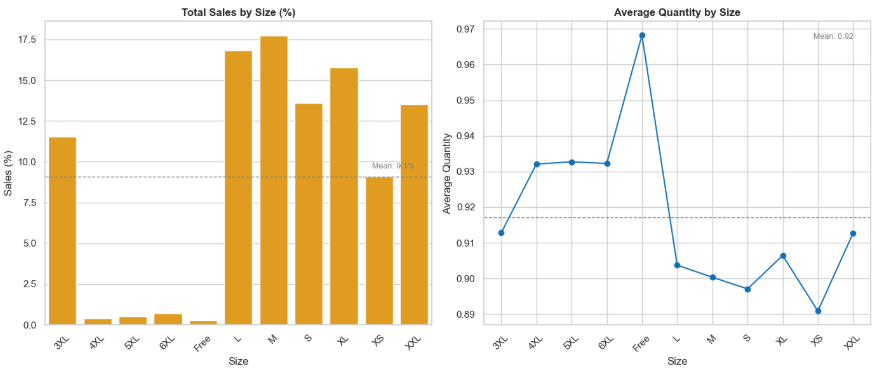 Total Sales by Size (%)
17.5
15.0
12.5
10.0
7.5
5.0
2.5
0.0
Sales (%)
Mean: 9.1%
3XL
4XL
5XL
6XL
Free
L
M
S
XL
XS
XXL
Size
Average Quantity by Size
0.97
0.96
0.95
0.94
0.93
0.92
0.91
0.90
0.89
Average Quantity
Mean: 0.92
3XL
4XL
5XL
6XL
Free
L
M
S
XL
XS
XXL
Size